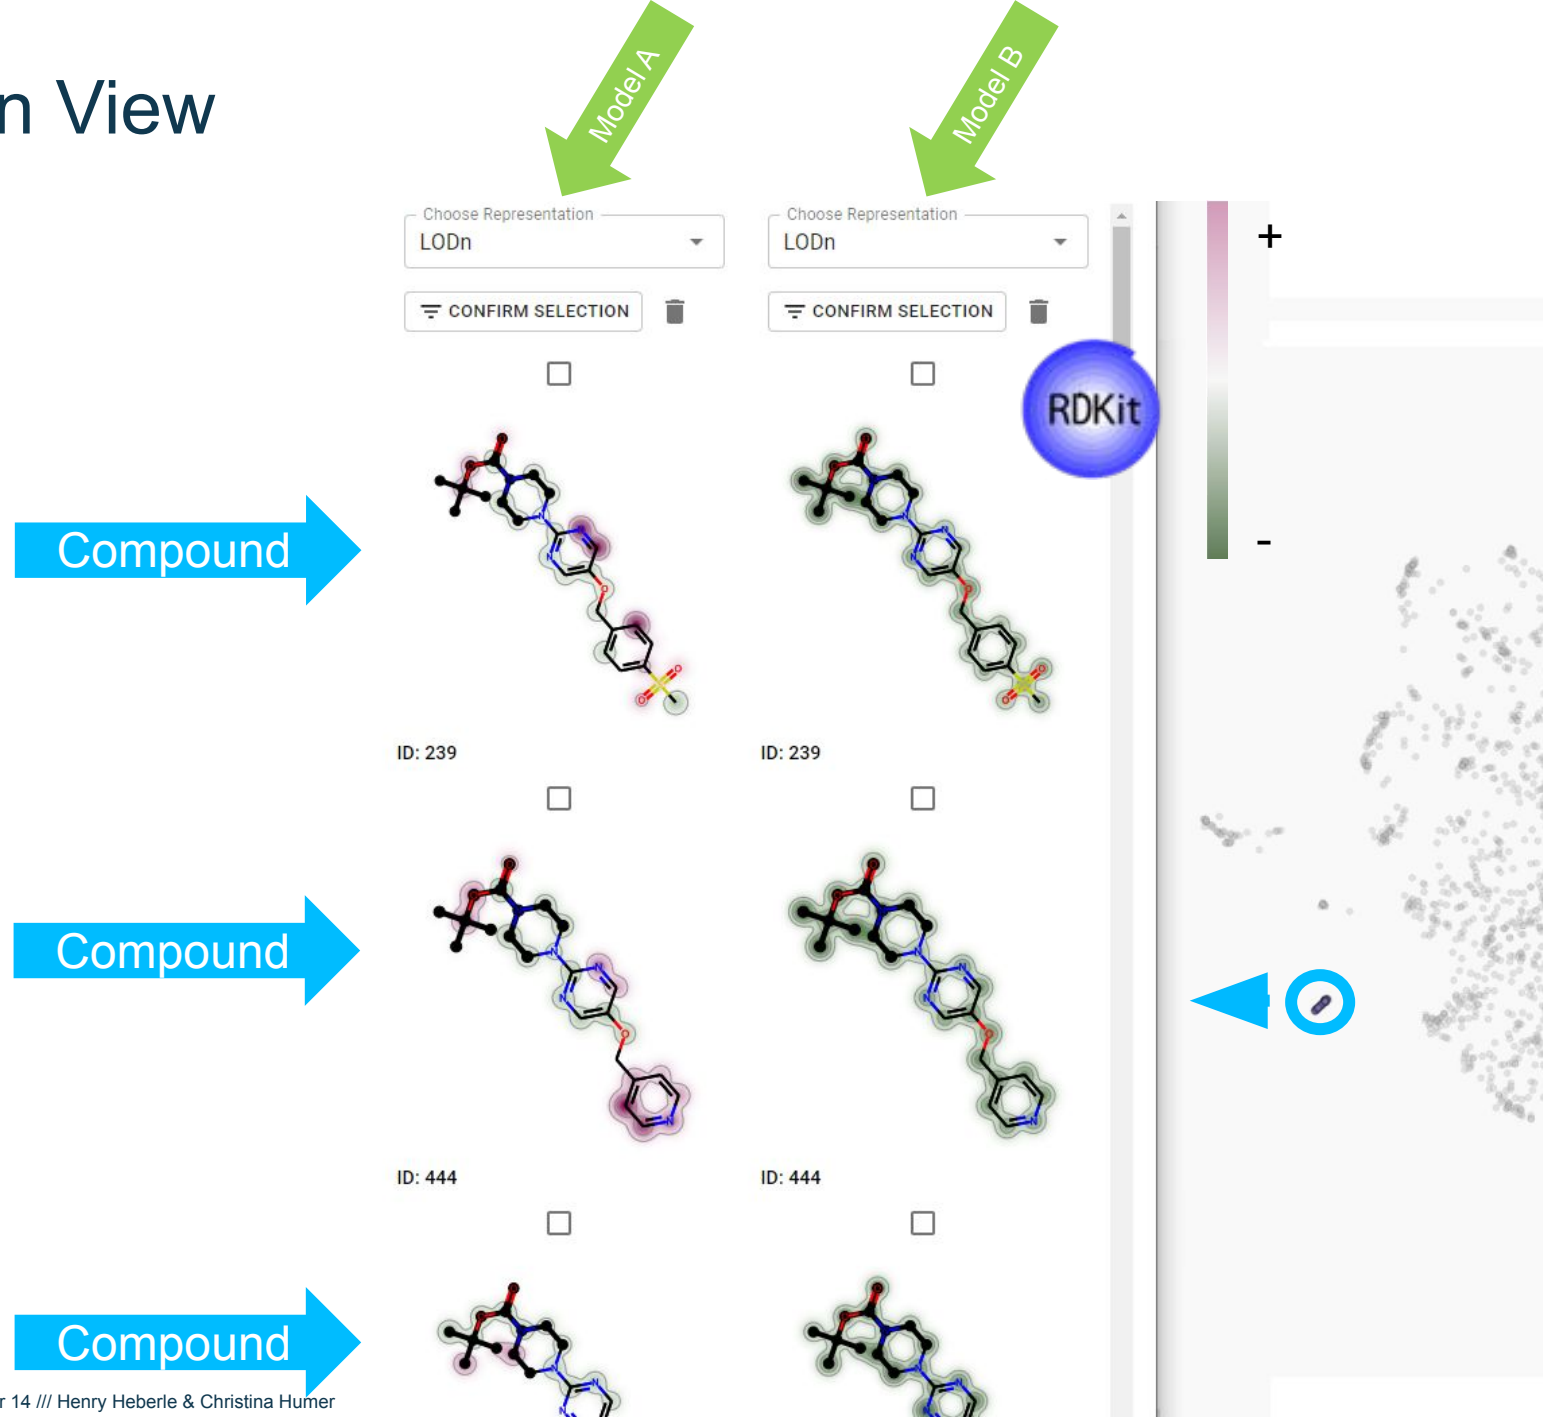 n View
Model A
Model B
Choose Representation
LODn
Choose Representation
LODn
CONFIRM SELECTION
CONFIRM SELECTION
+
-
RDKit
Compound
ID: 239
ID: 239
Compound
ID: 444
ID: 444
Compound
r 14 /// Henry Heberle & Christina Humer